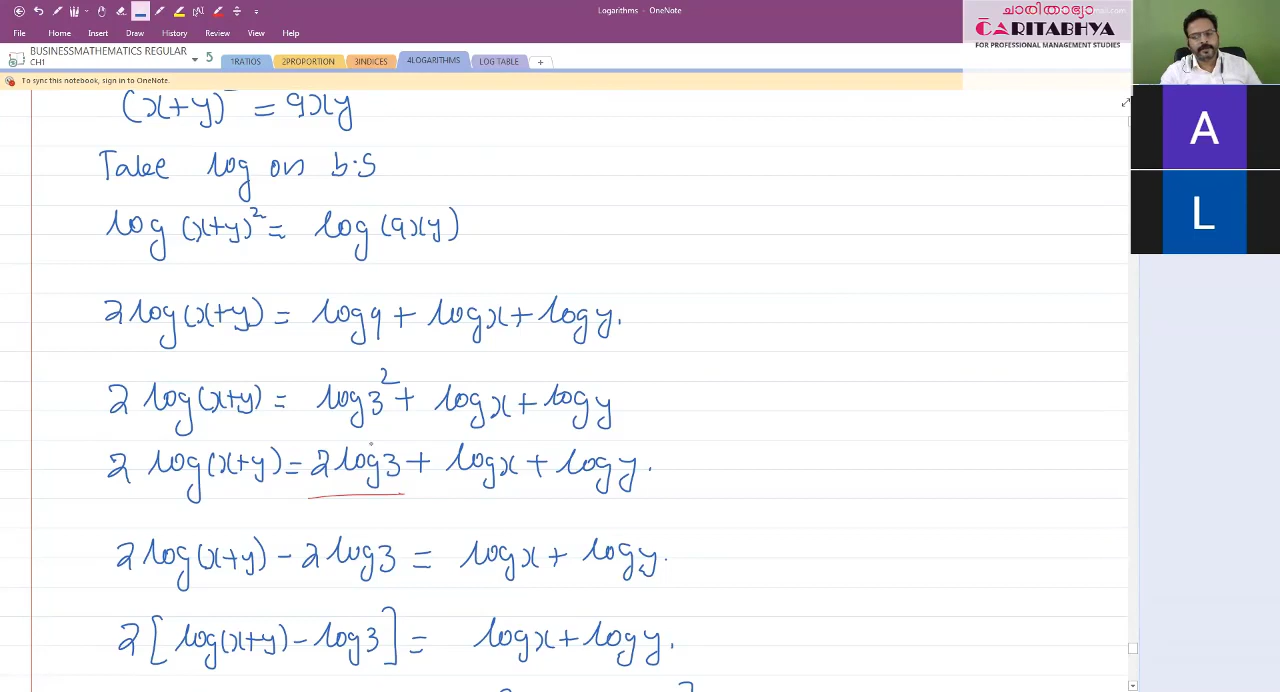 Logarithms - OneNote
ചാരിതാഭ്യാ
CARITABHYA
FOR PROFESSIONAL MANAGEMENT STUDIES
File Home Insert Draw History Review View Help
BUSINESSMATHEMATICS REGULAR
CH1
1RATIOS 2PROPORTION 3INDICES 4LOGARITHMS LOG TABLE +
To sync this notebook, sign in to OneNote.
A
L
(x+y)² = 9xy
Take log on b.s
log (x+y)² = log (9xy)
2 log(x+y) = log 9 + log x + log y.
2 log(x+y) = log 3² + log x + log y
2 log(x+y) = 2 log 3 + log x + log y.
2 log(x+y) - 2 log 3 = log x + log y.
2 [log(x+y) - log 3] = log x + log y.